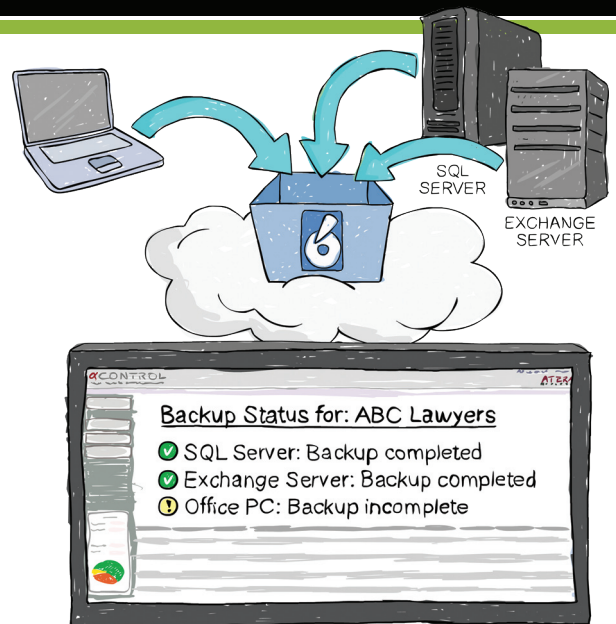 SQL
SERVER
EXCHANGE
SERVER
αCONTROL
Backup Status for: ABC Lawyers
SQL Server: Backup completed
Exchange Server: Backup completed
Office PC: Backup incomplete